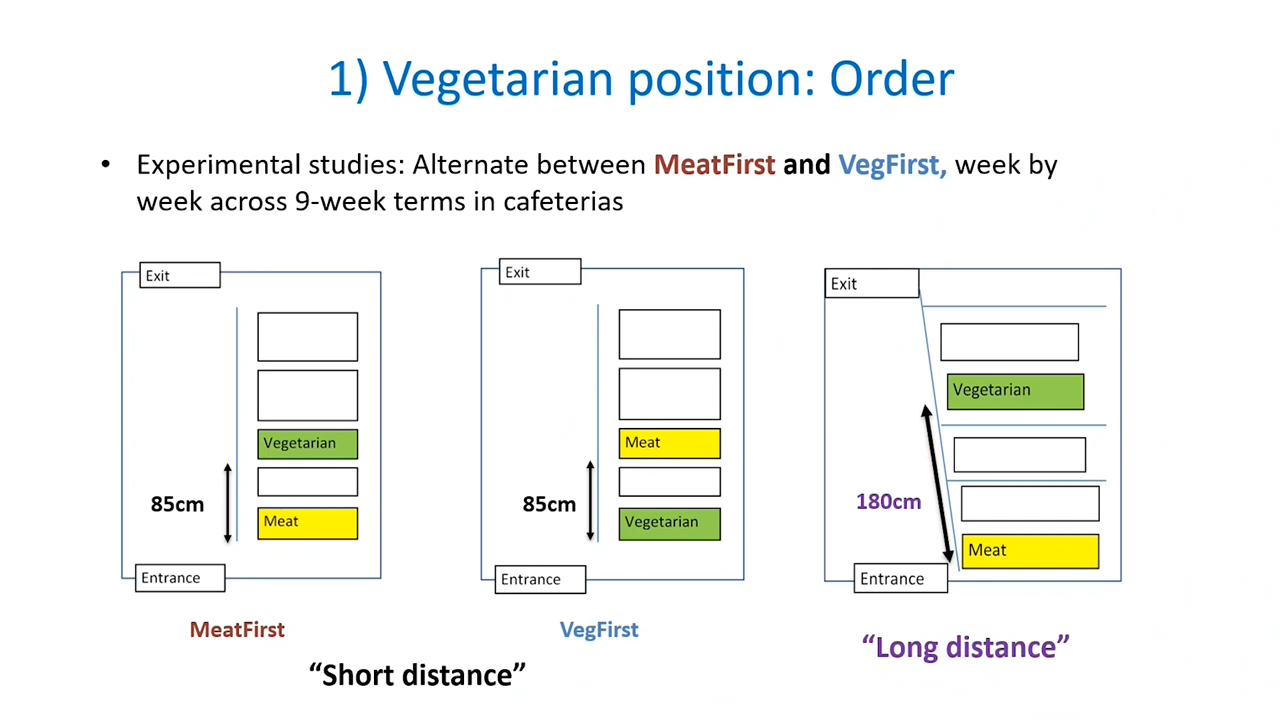 1) Vegetarian position: Order
• Experimental studies: Alternate between MeatFirst and VegFirst, week by
week across 9-week terms in cafeterias
Exit
Vegetarian
85cm
Meat
Entrance
MeatFirst
Exit
Meat
85cm
Vegetarian
Entrance
VegFirst
“Short distance”
Exit
Vegetarian
180cm
Meat
Entrance
“Long distance”